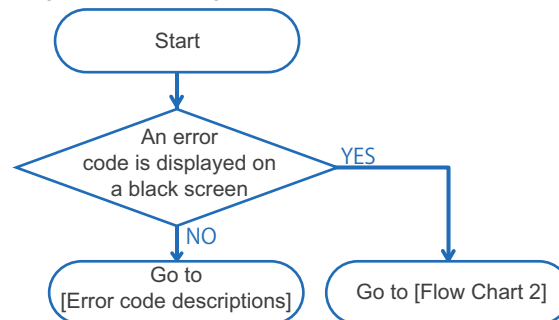 Start
An error
code is displayed on
a black screen
YES
NO
Go to
[Error code descriptions]
Go to [Flow Chart 2]